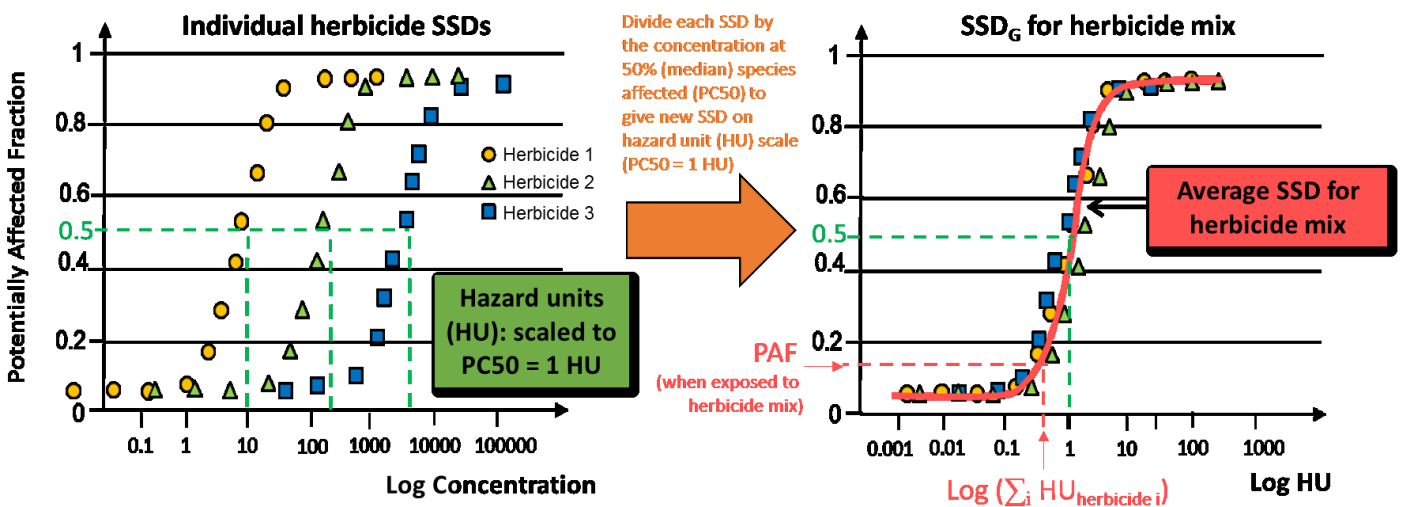 Individual herbicide SSDs
Potentially Affected Fraction
1
0.8
0.6
0.5
0.4
0.2
0
Herbicide 1
Herbicide 2
Herbicide 3
Hazard units
(HU): scaled to
PC50 = 1 HU
0.1
1
10
100
1000
10000
100000
Log Concentration
Divide each SSD by
the concentration at
50% (median) species
affected (PC50) to
give new SSD on
hazard unit (HU) scale
(PC50 = 1 HU)
SSDG for herbicide mix
1
0.8
0.6
0.5
0.4
0.2
0
Average SSD for
herbicide mix
PAF
(when exposed to
herbicide mix)
0.001
0.01
0.1
1
10
100
1000
Log HU
Log (∑i HUherbicide i)